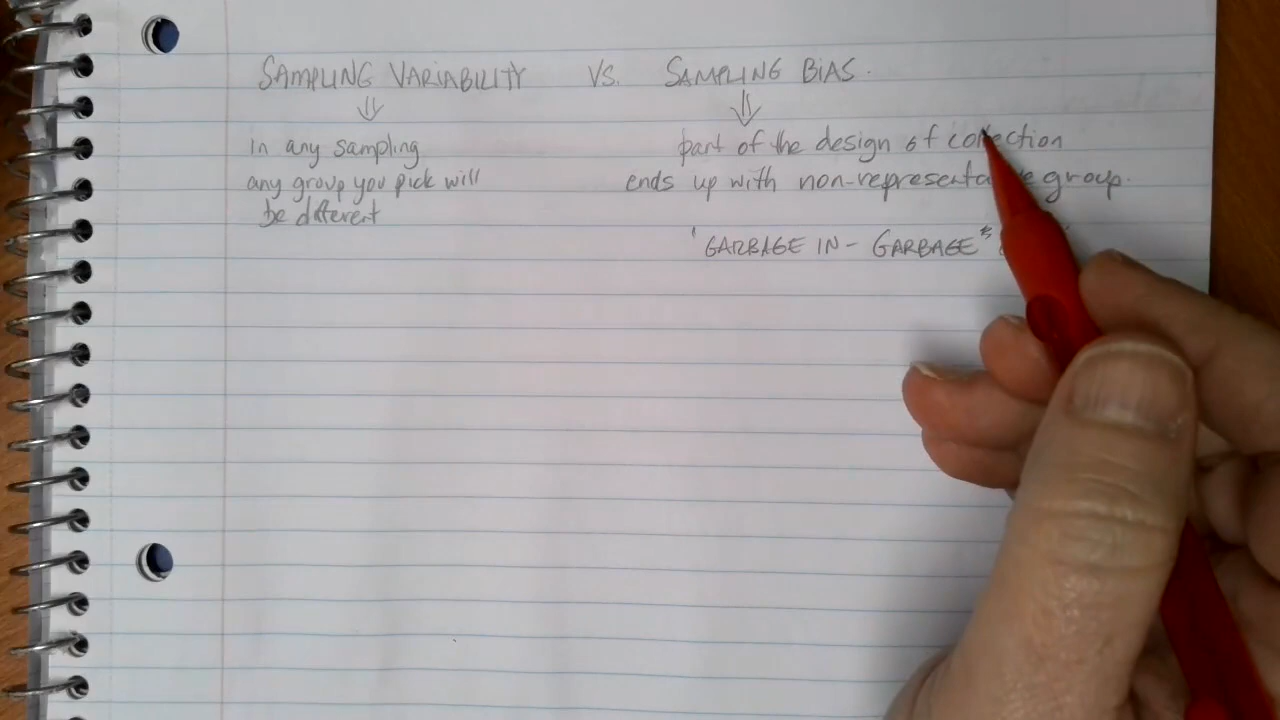 SAMPLING VARIABILITY VS. SAMPLING BIAS.
in any sampling
any group you pick will
be different
part of the design of collection
ends up with non-representative group.
'GARBAGE IN - GARBAGE"